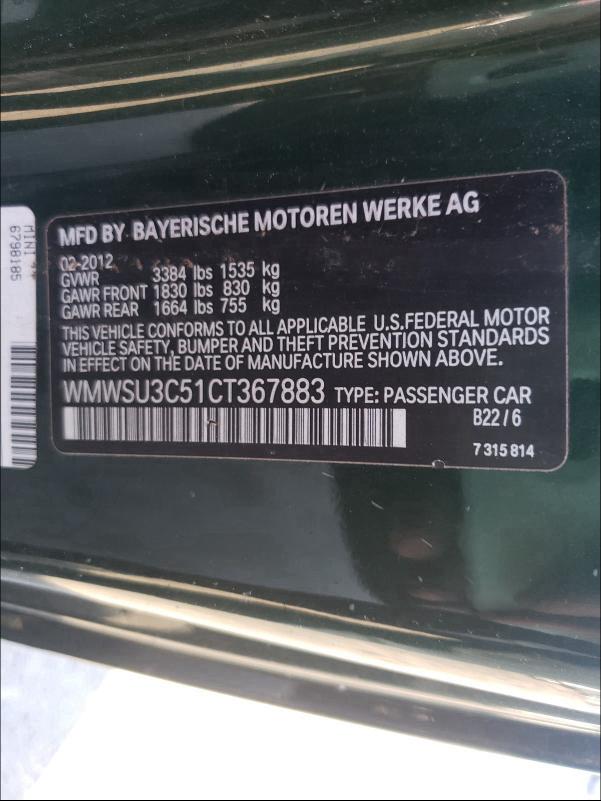 MINI
6798185
MFD BY BAYERISCHE MOTOREN WERKE AG
02-2012
GVWR 3384 lbs 1535 kg
GAWR FRONT 1830 lbs 830 kg
GAWR REAR 1664 lbs 755 kg
THIS VEHICLE CONFORMS TO ALL APPLICABLE U.S.FEDERAL MOTOR
VEHICLE SAFETY, BUMPER AND THEFT PREVENTION STANDARDS
IN EFFECT ON THE DATE OF MANUFACTURE SHOWN ABOVE.
WMWSU3C51CT367883 TYPE: PASSENGER CAR
B22/6
7 315 814